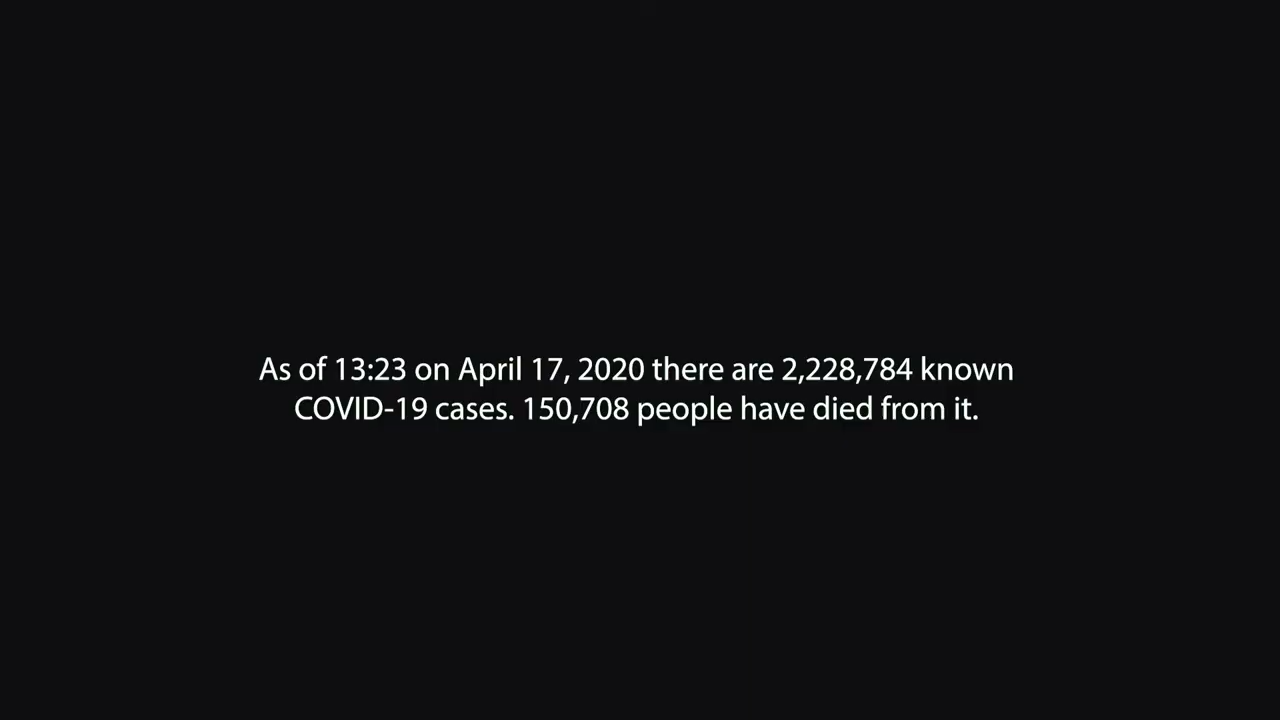 As of 13:23 on April 17, 2020 there are 2,228,784 known
COVID-19 cases. 150,708 people have died from it.